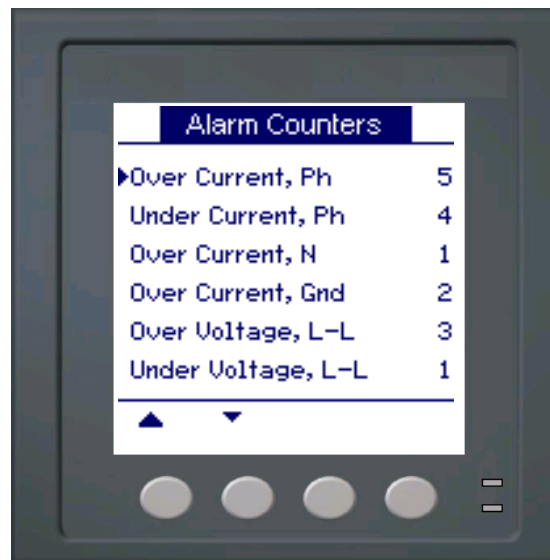 Alarm Counters
Over Current, Ph 5
Under Current, Ph 4
Over Current, N 1
Over Current, Gnd 2
Over Voltage, L-L 3
Under Voltage, L-L 1